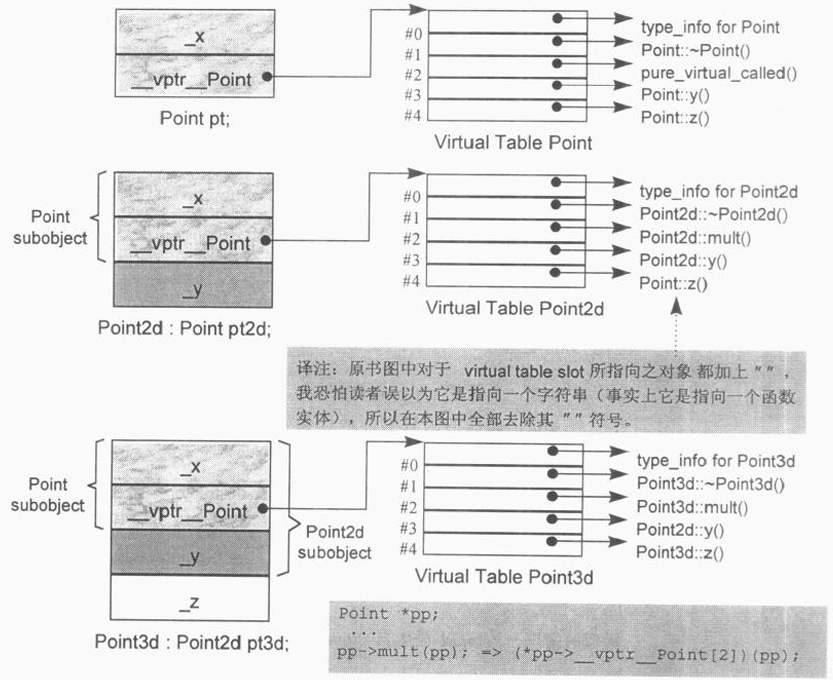 _x
__vptr__Point
Point pt;
#0
#1
#2
#3
#4
type_info for Point
Point::~Point()
pure_virtual_called()
Point::y()
Point::z()
Virtual Table Point
Point
subobject
_x
__vptr__Point
_y
Point2d : Point pt2d;
#0
#1
#2
#3
#4
type_info for Point2d
Point2d::~Point2d()
Point2d::mult()
Point2d::y()
Point::z()
Virtual Table Point2d
译注：原书图中对于 virtual table slot 所指向之对象 都加上 " "，
我恐怕读者误以为它是指向一个字符串（事实上它是指向一个函数
实体），所以在本图中全部去除其 " " 符号。
Point
subobject
_x
__vptr__Point
_y
_z
Point2d
subobject
Point3d : Point2d pt3d;
#0
#1
#2
#3
#4
type_info for Point3d
Point3d::~Point3d()
Point3d::mult()
Point2d::y()
Point3d::z()
Virtual Table Point3d
Point *pp;
...
pp->mult(pp); => (*pp->__vptr__Point[2])(pp);